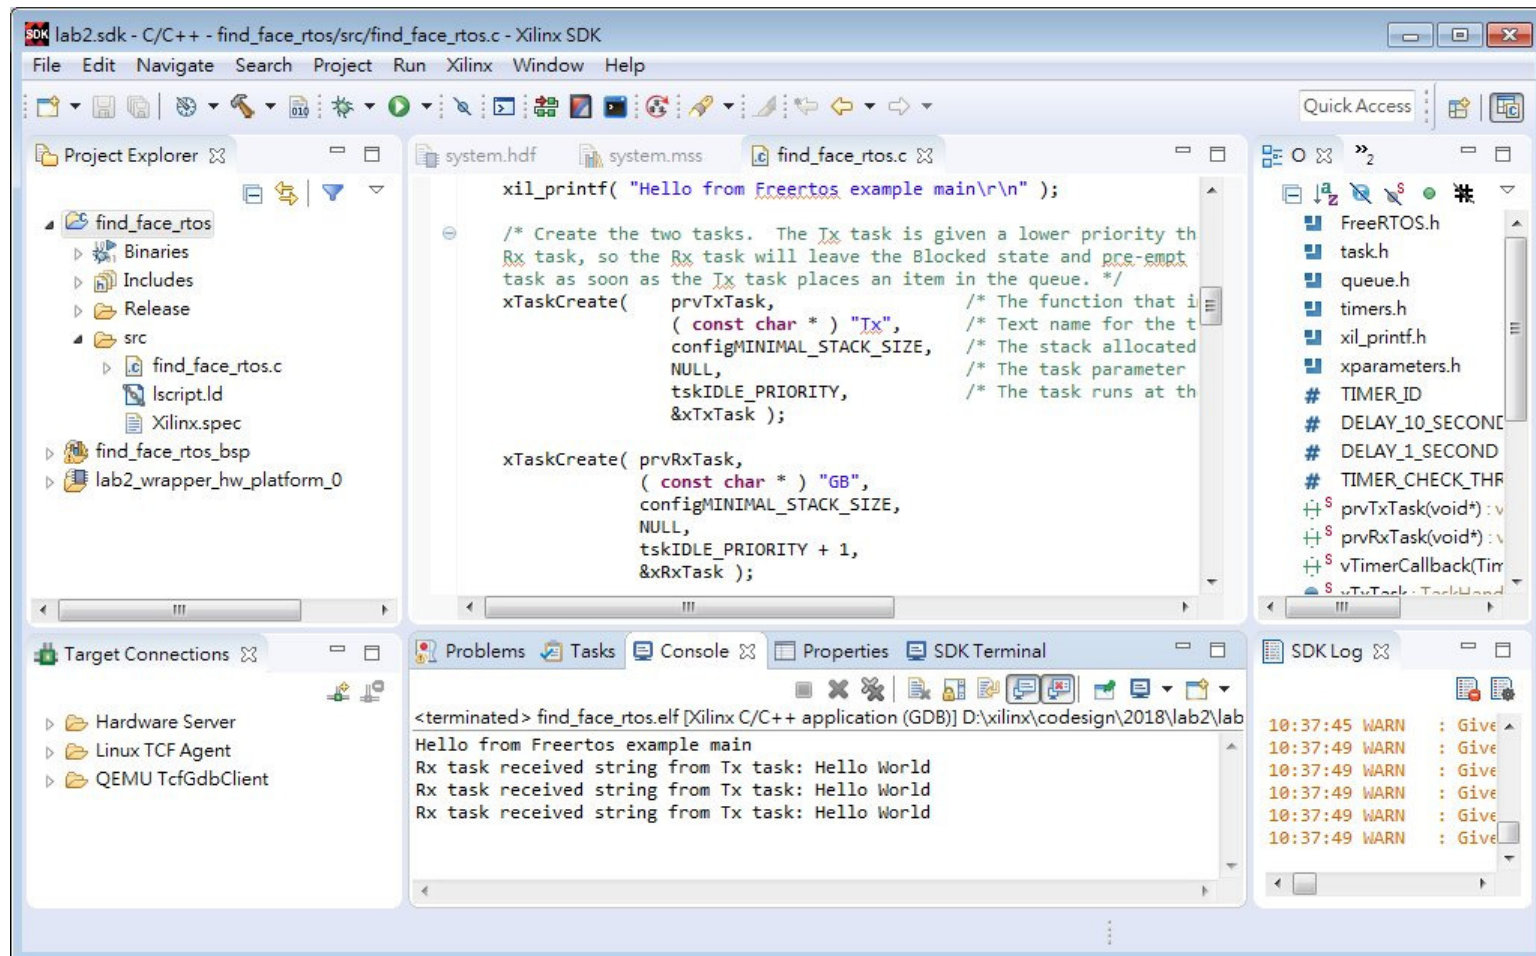 lab2.sdk - C/C++ - find_face_rtos/src/find_face_rtos.c - Xilinx SDK
File Edit Navigate Search Project Run Xilinx Window Help
Quick Access
Project Explorer
find_face_rtos
Binaries
Includes
Release
src
find_face_rtos.c
lscript.ld
Xilinx.spec
find_face_rtos_bsp
lab2_wrapper_hw_platform_0
system.hdf system.mss find_face_rtos.c
xil_printf( "Hello from Freertos example main\r\n" );
/* Create the two tasks.  The Tx task is given a lower priority th
Rx task, so the Rx task will leave the Blocked state and pre-empt
task as soon as the Tx task places an item in the queue. */
xTaskCreate( prvTxTask, /* The function that i
( const char * ) "Tx", /* Text name for the t
configMINIMAL_STACK_SIZE, /* The stack allocated
NULL, /* The task parameter
tskIDLE_PRIORITY, /* The task runs at th
&xTxTask );
xTaskCreate( prvRxTask,
( const char * ) "GB",
configMINIMAL_STACK_SIZE,
NULL,
tskIDLE_PRIORITY + 1,
&xRxTask );
O »2
FreeRTOS.h
task.h
queue.h
timers.h
xil_printf.h
xparameters.h
# TIMER_ID
# DELAY_10_SECOND
# DELAY_1_SECOND
# TIMER_CHECK_THR
S prvTxTask(void*) : v
S prvRxTask(void*) : v
S vTimerCallback(Tim
S xTxTask : TaskHand
Target Connections
Hardware Server
Linux TCF Agent
QEMU TcfGdbClient
Problems Tasks Console Properties SDK Terminal
<terminated> find_face_rtos.elf [Xilinx C/C++ application (GDB)] D:\xilinx\codesign\2018\lab2\lab
Hello from Freertos example main
Rx task received string from Tx task: Hello World
Rx task received string from Tx task: Hello World
Rx task received string from Tx task: Hello World
SDK Log
10:37:45 WARN : Give
10:37:49 WARN : Give
10:37:49 WARN : Give
10:37:49 WARN : Give
10:37:49 WARN : Give
10:37:49 WARN : Give